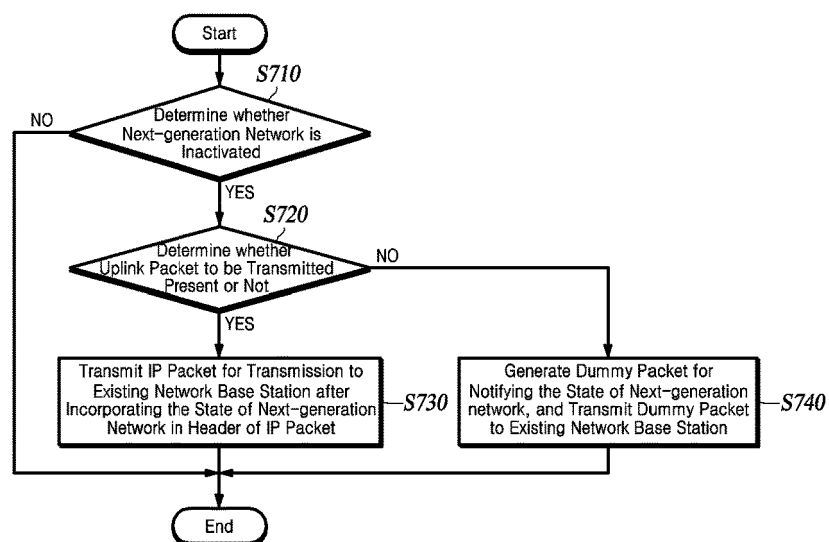 Start
S710
Determine whether
Next-generation Network is
Inactivated
NO
YES
S720
Determine whether
Uplink Packet to be Transmitted
Present or Not
NO
YES
Transmit IP Packet for Transmission to
Existing Network Base Station after
Incorporating the State of Next-generation
Network in Header of IP Packet
S730
Generate Dummy Packet for
Notifying the State of Next-generation
network, and Transmit Dummy Packet
to Existing Network Base Station
S740
End